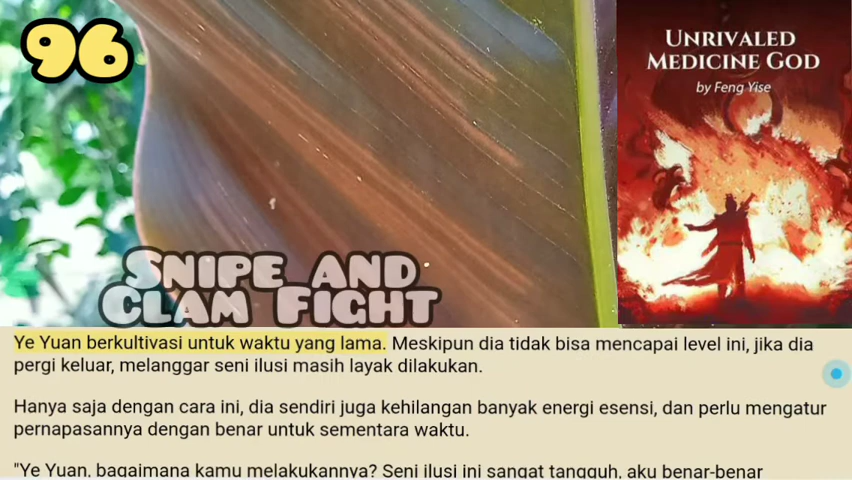 96
UNRIVALED
MEDICINE GOD
by Feng Yise
SNIPE AND
CLAM FIGHT
Ye Yuan berkultivasi untuk waktu yang lama. Meskipun dia tidak bisa mencapai level ini, jika dia
pergi keluar, melanggar seni ilusi masih layak dilakukan.
Hanya saja dengan cara ini, dia sendiri juga kehilangan banyak energi esensi, dan perlu mengatur
pernapasannya dengan benar untuk sementara waktu.
"Ye Yuan, bagaimana kamu melakukannya? Seni ilusi ini sangat tangguh, aku benar-benar